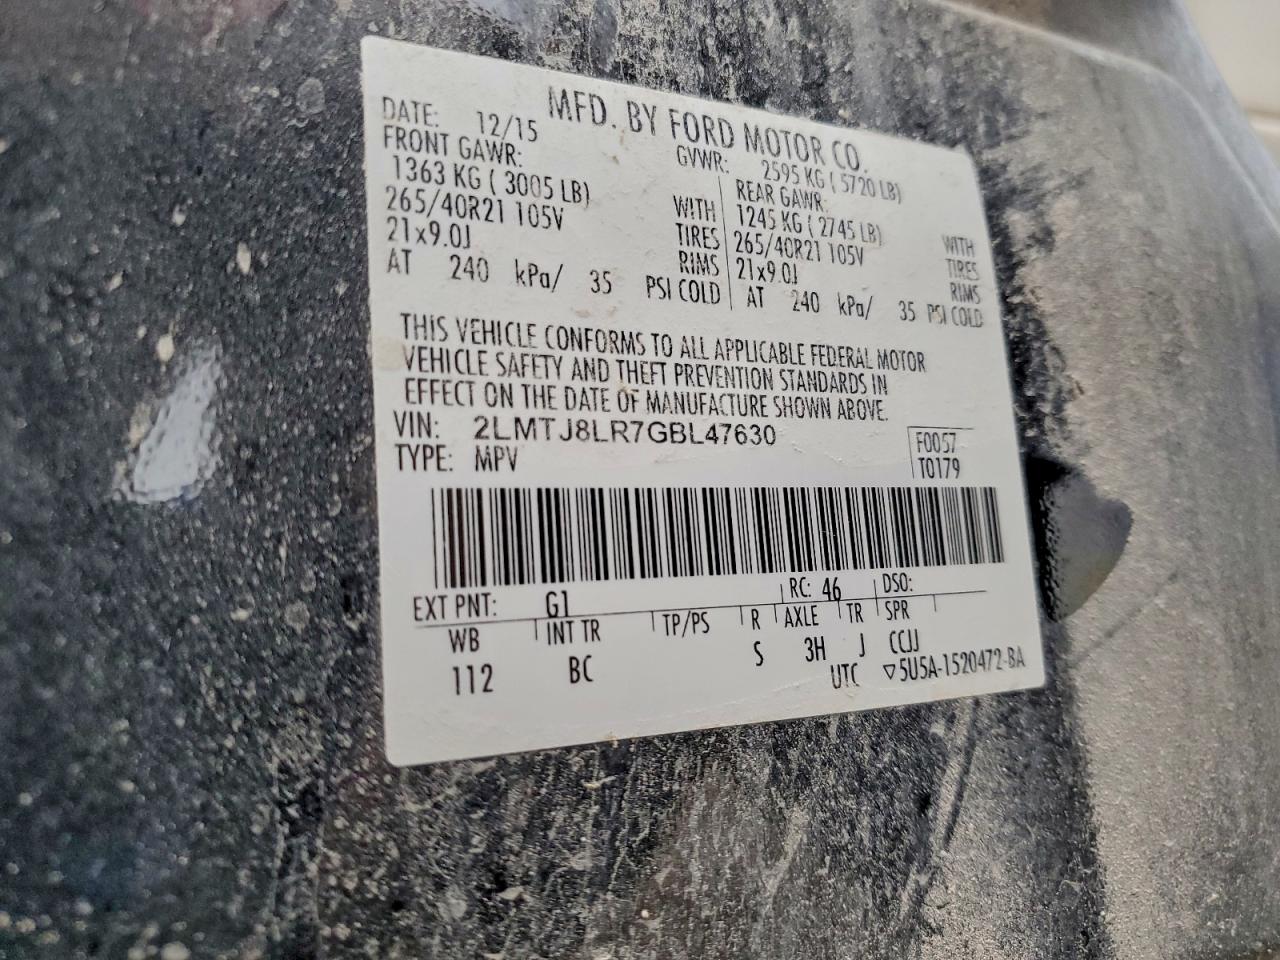 MFD. BY FORD MOTOR CO.
DATE: 12/15 GVWR: 2595 KG ( 5720 LB)
FRONT GAWR: REAR GAWR:
1363 KG ( 3005 LB) WITH 1245 KG ( 2745 LB) WITH
265/40R21 105V TIRES 265/40R21 105V TIRES
21x9.0J RIMS 21x9.0J RIMS
AT 240 kPa/ 35 PSI COLD AT 240 kPa/ 35 PSI COLD
THIS VEHICLE CONFORMS TO ALL APPLICABLE FEDERAL MOTOR
VEHICLE SAFETY AND THEFT PREVENTION STANDARDS IN
EFFECT ON THE DATE OF MANUFACTURE SHOWN ABOVE.
VIN: 2LMTJ8LR7GBL47630 F0057
TYPE: MPV T0179
EXT PNT: G1 RC: 46 DSO:
WB INT TR TP/PS R AXLE TR SPR
112 BC S 3H J CCJJ
UTC ▽5U5A-1520472-BA